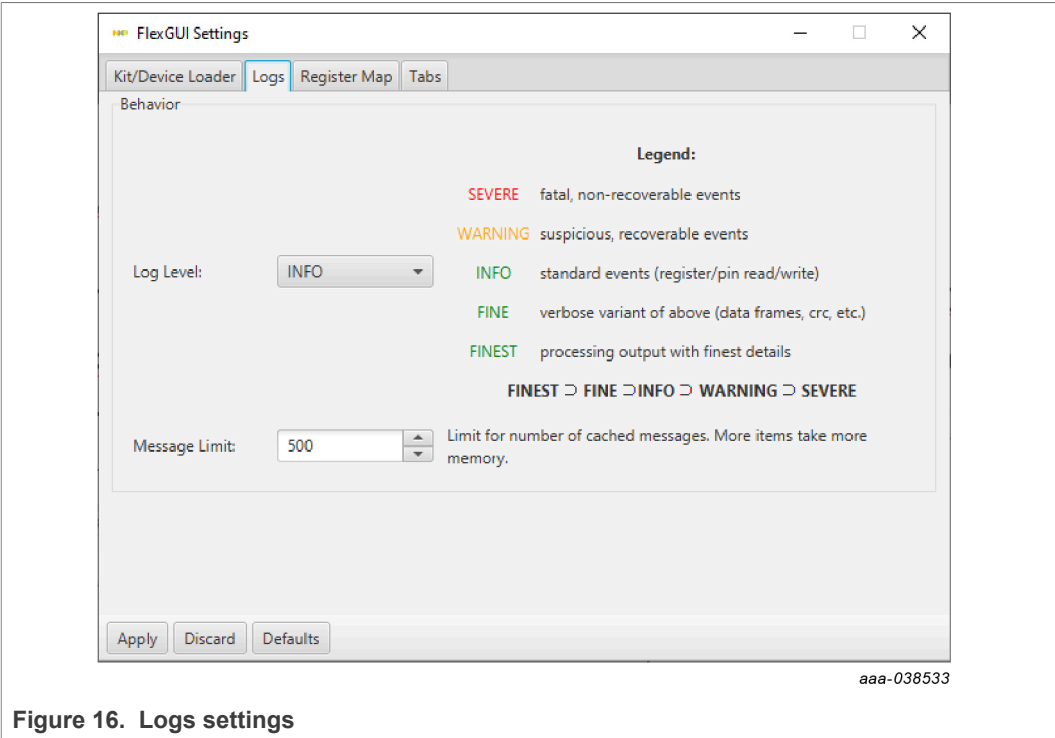 NXP FlexGUI Settings
Kit/Device Loader Logs Register Map Tabs
Behavior
Legend:
SEVERE fatal, non-recoverable events
WARNING suspicious, recoverable events
Log Level: INFO INFO standard events (register/pin read/write)
FINE verbose variant of above (data frames, crc, etc.)
FINEST processing output with finest details
FINEST ⊃ FINE ⊃INFO ⊃ WARNING ⊃ SEVERE
Message Limit: 500 Limit for number of cached messages. More items take more
memory.
Apply Discard Defaults
aaa-038533
Figure 16. Logs settings